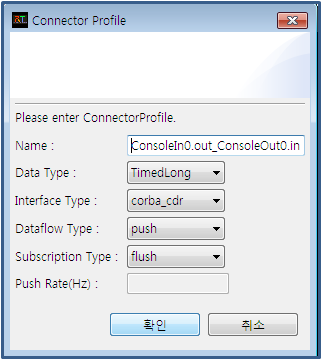 Connector Profile
Please enter ConnectorProfile.
Name : ConsoleIn0.out_ConsoleOut0.in
Data Type : TimedLong
Interface Type : corba_cdr
Dataflow Type : push
Subscription Type : flush
Push Rate(Hz) :
확인 취소